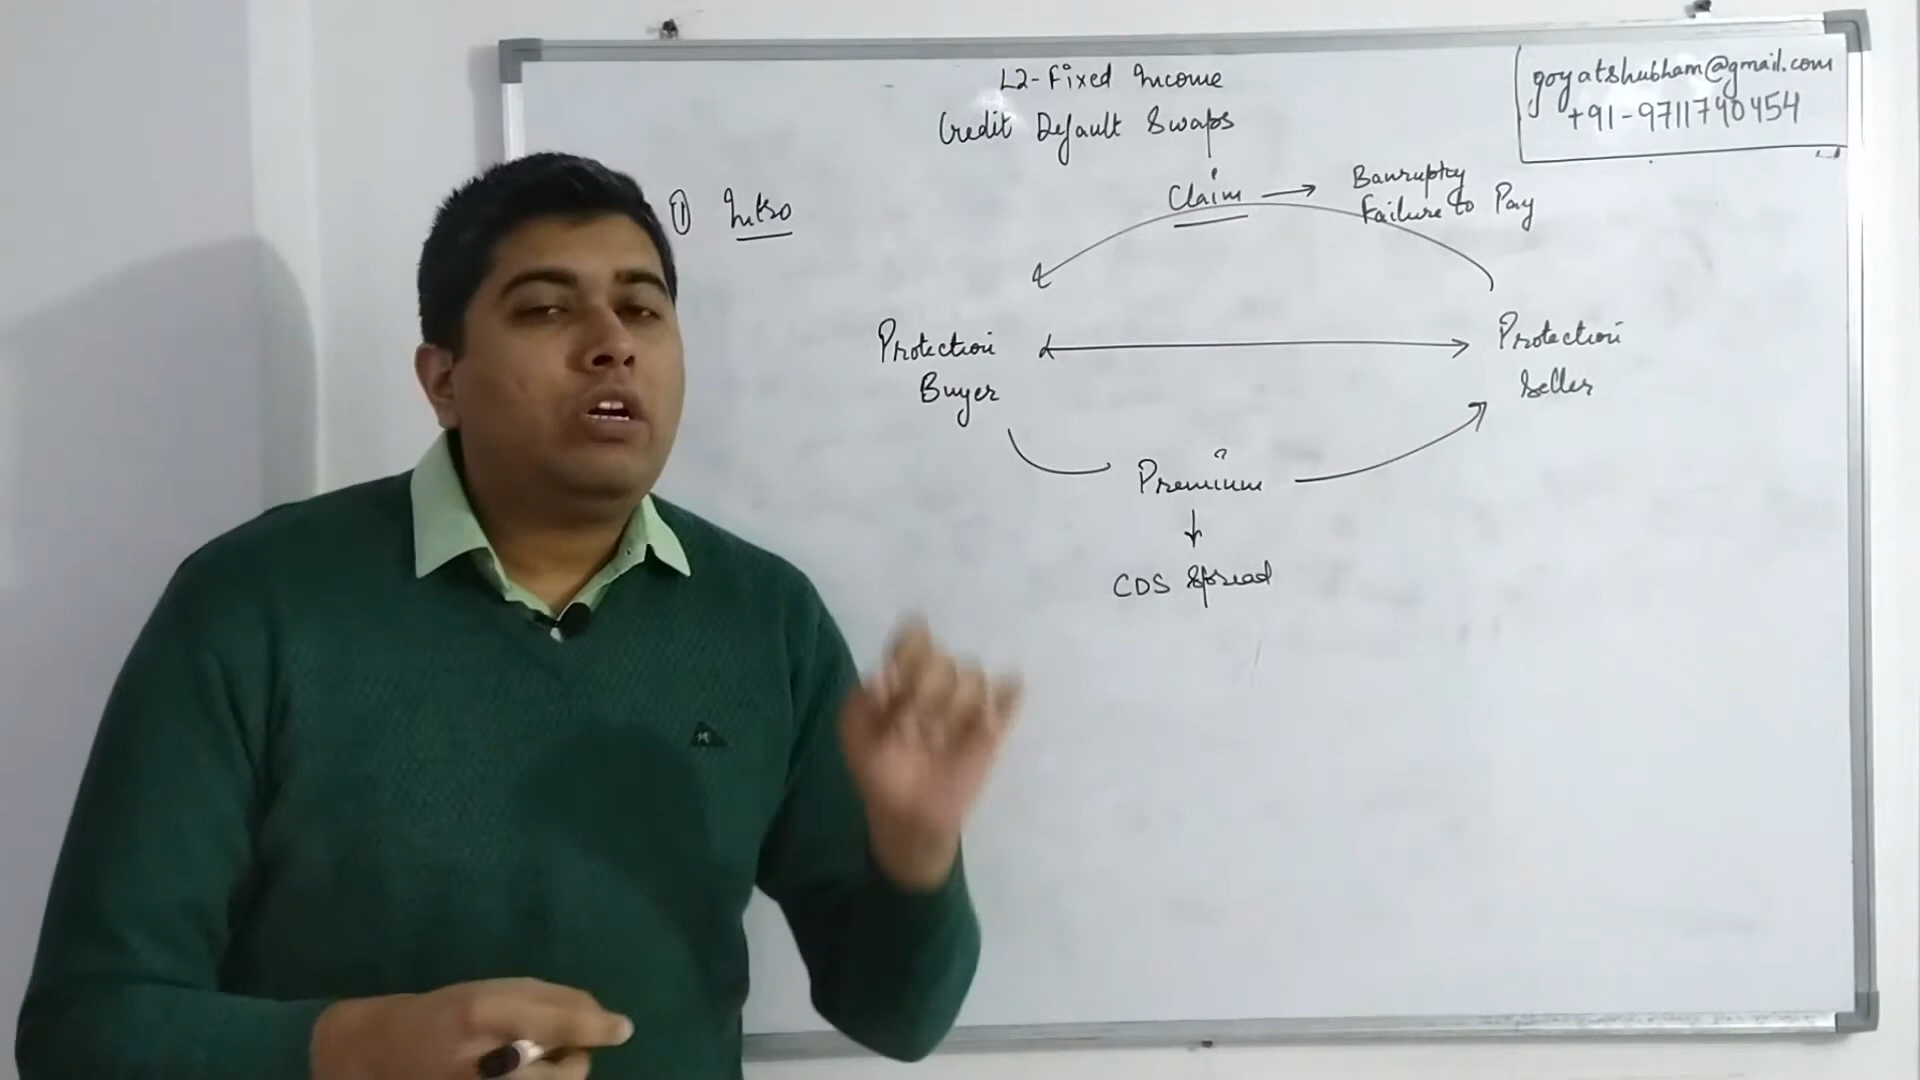 L2-Fixed Income
Credit Default Swaps
goyatshubham@gmail.com
+91-9711740454
① Intro
Claim → Banruptcy
Failure to Pay
Protection
Buyer
Protection
Seller
Premium
CDS Spread